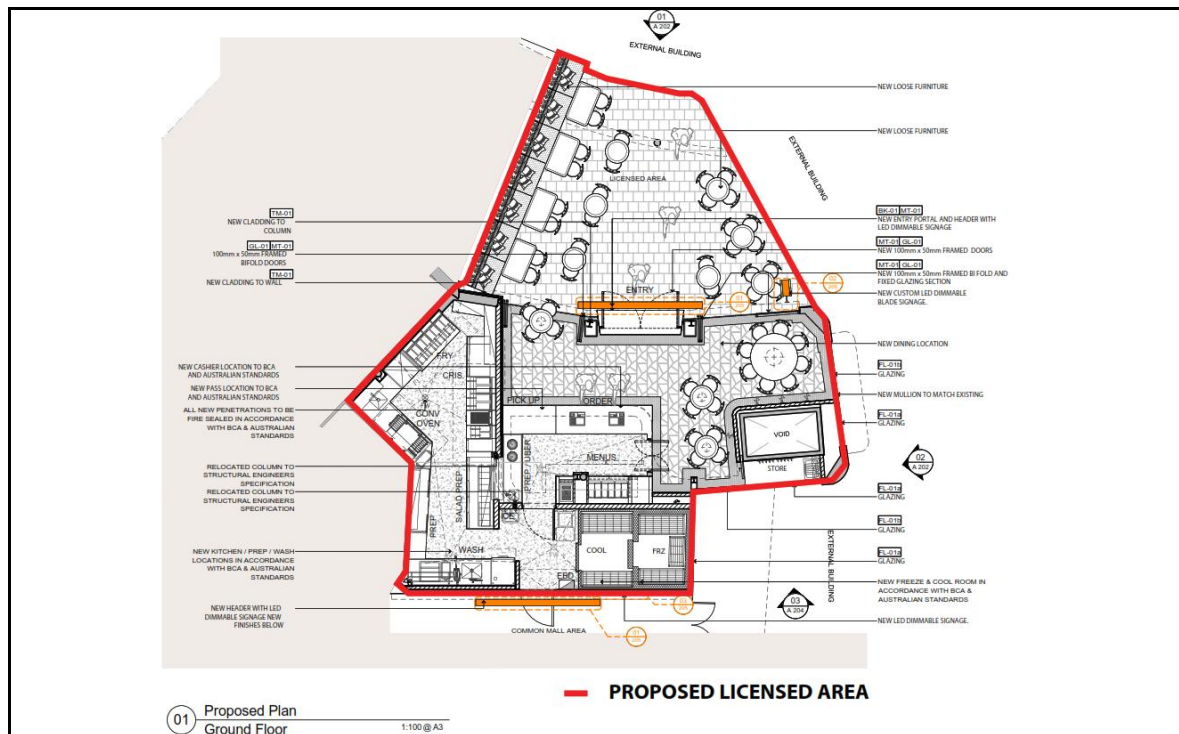 01
A 202
EXTERNAL BUILDING
NEW LOOSE FURNITURE
NEW LOOSE FURNITURE
EXTERNAL BUILDING
LICENSED AREA
TM-01
NEW CLADDING TO
COLUMN
GL-01 MT-01
100mm x 50mm FRAMED
BIFOLD DOORS
TM-01
NEW CLADDING TO WALL
BK-01 MT-01
NEW ENTRY PORTAL AND HEADER WITH
LED DIMMABLE SIGNAGE
MT-01 GL-01
NEW 100mm x 50mm FRAMED DOORS
MT-01 GL-01
NEW 100mm x 50mm FRAMED BI FOLD AND
FIXED GLAZING SECTION
NEW CUSTOM LED DIMMABLE
BLADE SIGNAGE.
ENTRY
NEW DINING LOCATION
FL-01b
GLAZING
NEW MULLION TO MATCH EXISTING
FL-01a
GLAZING
NEW CASHIER LOCATION TO BCA
AND AUSTRALIAN STANDARDS
NEW PASS LOCATION TO BCA
AND AUSTRALIAN STANDARDS
ALL NEW PENETRATIONS TO BE
FIRE SEALED IN ACCORDANCE
WITH BCA & AUSTRALIAN
STANDARDS
FRY
CRIS
CONV
OVEN
PICK UP
ORDER
MENUS
PREP / UBER
SALAD PREP
PREP
VOID
STORE
02
A 202
RELOCATED COLUMN TO
STRUCTURAL ENGINEERS
SPECIFICATION
RELOCATED COLUMN TO
STRUCTURAL ENGINEERS
SPECIFICATION
FL-01a
GLAZING
FL-01b
GLAZING
FL-01a
GLAZING
EXTERNAL BUILDING
ICE
WASH
COOL
FRZ
EBD
NEW KITCHEN / PREP / WASH
LOCATIONS IN ACCORDANCE
WITH BCA & AUSTRALIAN
STANDARDS
NEW FREEZE & COOL ROOM IN
ACCORDANCE WITH BCA &
AUSTRALIAN STANDARDS
03
A 204
NEW HEADER WITH LED
DIMMABLE SIGNAGE NEW
FINISHES BELOW
NEW LED DIMMABLE SIGNAGE.
COMMON MALL AREA
PROPOSED LICENSED AREA
01
Proposed Plan
Ground Floor
1:100 @ A3